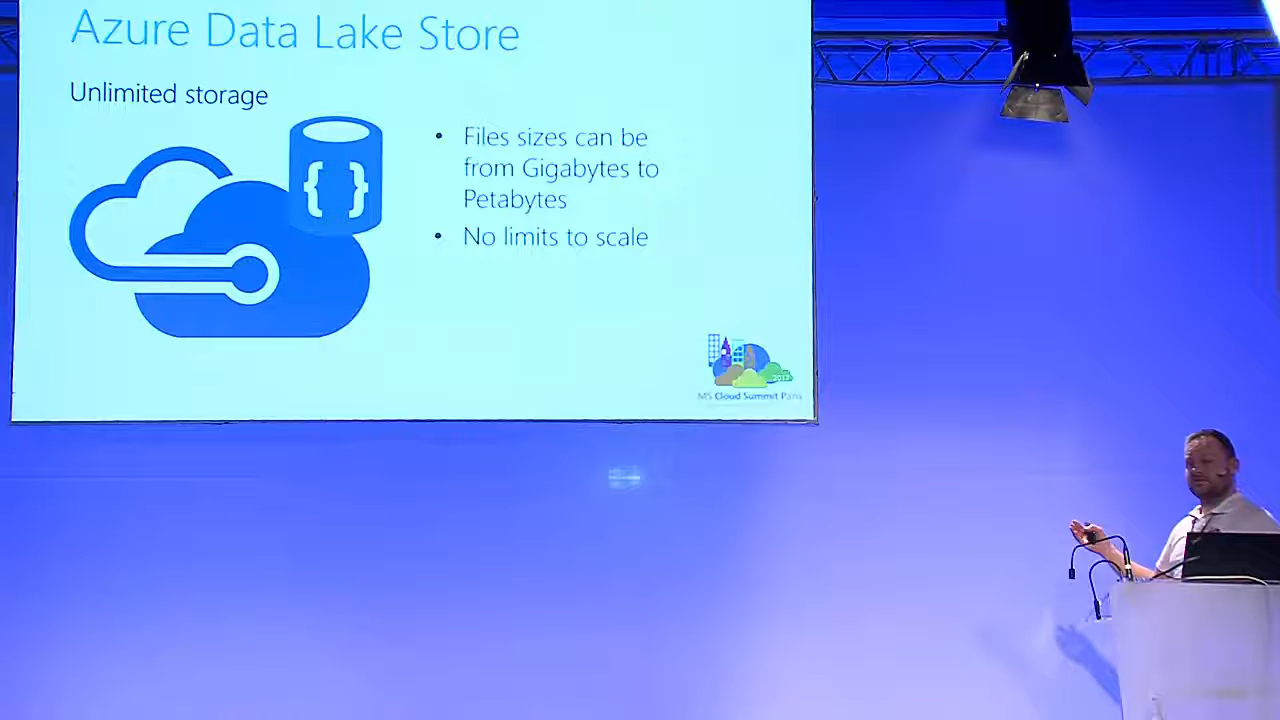 Azure Data Lake Store
Unlimited storage
{ }
• Files sizes can be
from Gigabytes to
Petabytes
• No limits to scale
MS Cloud Summit Paris